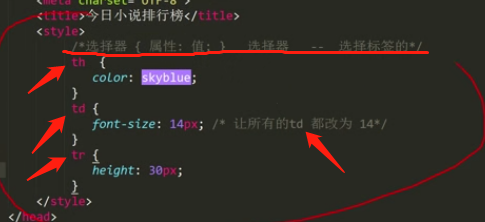 <meta charset="UTF-8">
<title>今日小说排行榜</title>
<style>
/*选择器 { 属性: 值; }  选择器  --  选择标签的*/
th {
color: skyblue;
}
td {
font-size: 14px; /* 让所有的td 都改为 14*/
}
tr {
height: 30px;
}
</style>
</head>